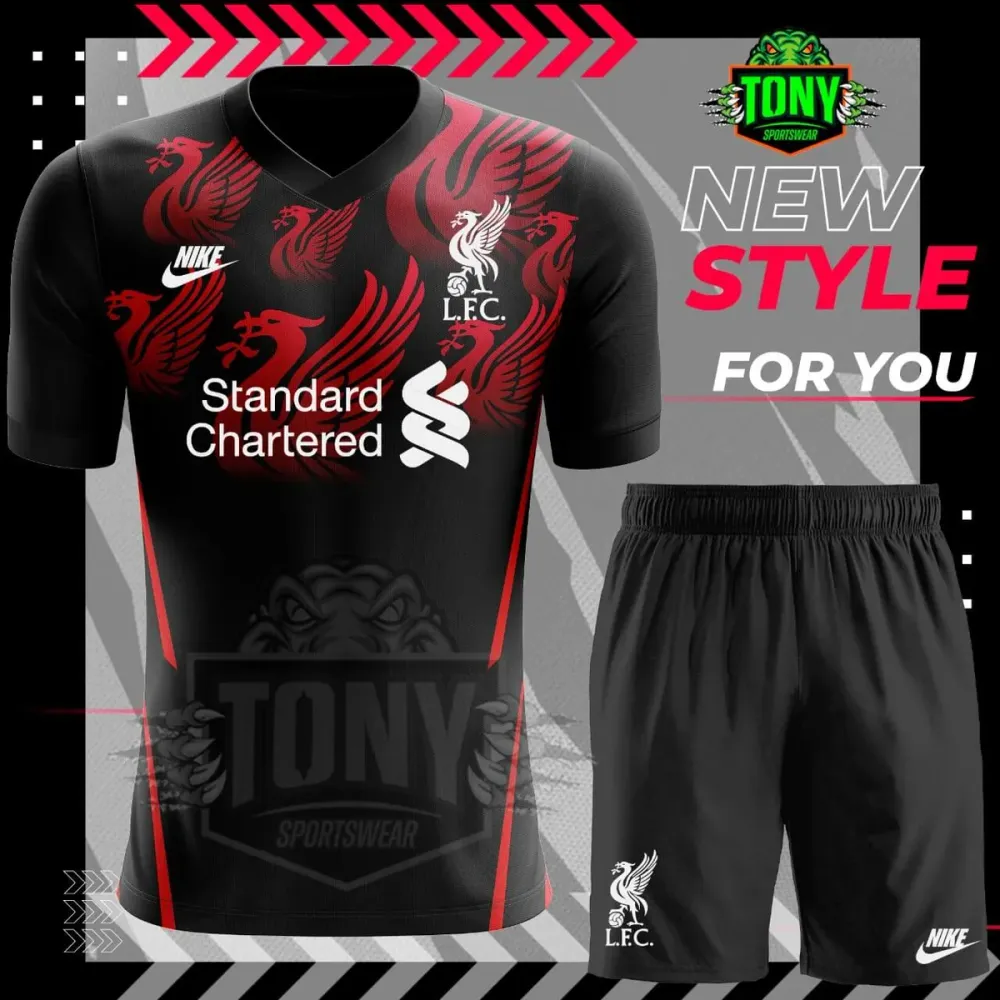 TONY
SPORTSWEAR
NEW
STYLE
FOR YOU
NIKE
L.F.C.
Standard
Chartered
TONY
SPORTSWEAR
L.F.C.
NIKE